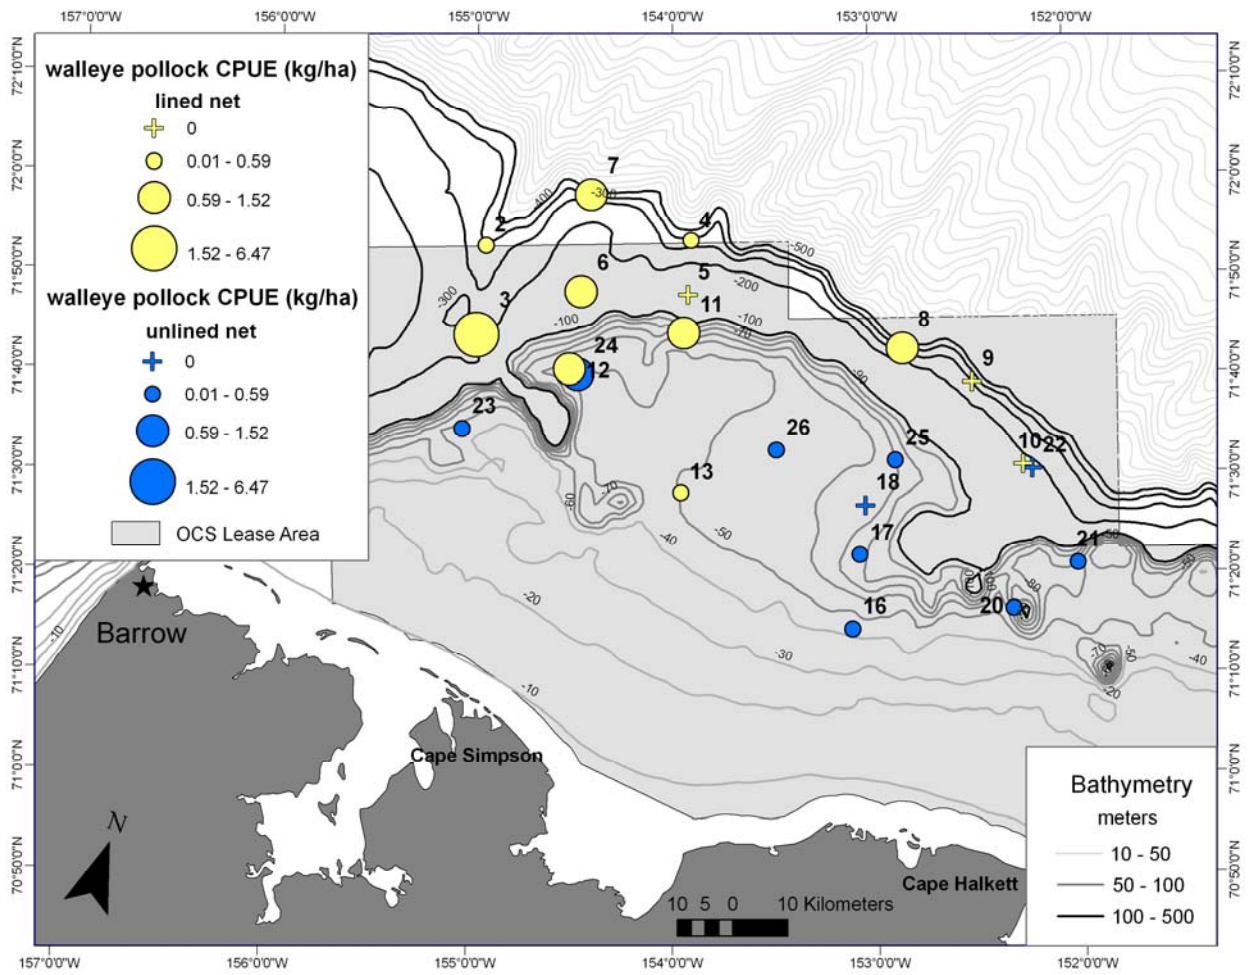 157°0'0"W 156°0'0"W 155°0'0"W 154°0'0"W 153°0'0"W 152°0'0"W
72°10'0"N
72°0'0"N
71°50'0"N
71°40'0"N
71°30'0"N
71°20'0"N
71°10'0"N
71°0'0"N
70°50'0"N
walleye pollock CPUE (kg/ha)
lined net
0
0.01 - 0.59
0.59 - 1.52
1.52 - 6.47
walleye pollock CPUE (kg/ha)
unlined net
0
0.01 - 0.59
0.59 - 1.52
1.52 - 6.47
OCS Lease Area
7
-400
-300
2
4
-500
6
5
-200
-300
3
11
-100
-100
-70
8
24
12
-90
9
23
26
25
10
22
13
18
-70
-60
-50
17
-40
21
-50
-50
100
100
-80
-20
16
20
-10
-30
-70
-50
-40
-20
-10
Barrow
Cape Simpson
Cape Halkett
N
10 5 0 10 Kilometers
Bathymetry
meters
10 - 50
50 - 100
100 - 500
72°10'0"N
72°0'0"N
71°50'0"N
71°40'0"N
71°30'0"N
71°20'0"N
71°10'0"N
71°0'0"N
70°50'0"N
157°0'0"W 156°0'0"W 155°0'0"W 154°0'0"W 153°0'0"W 152°0'0"W